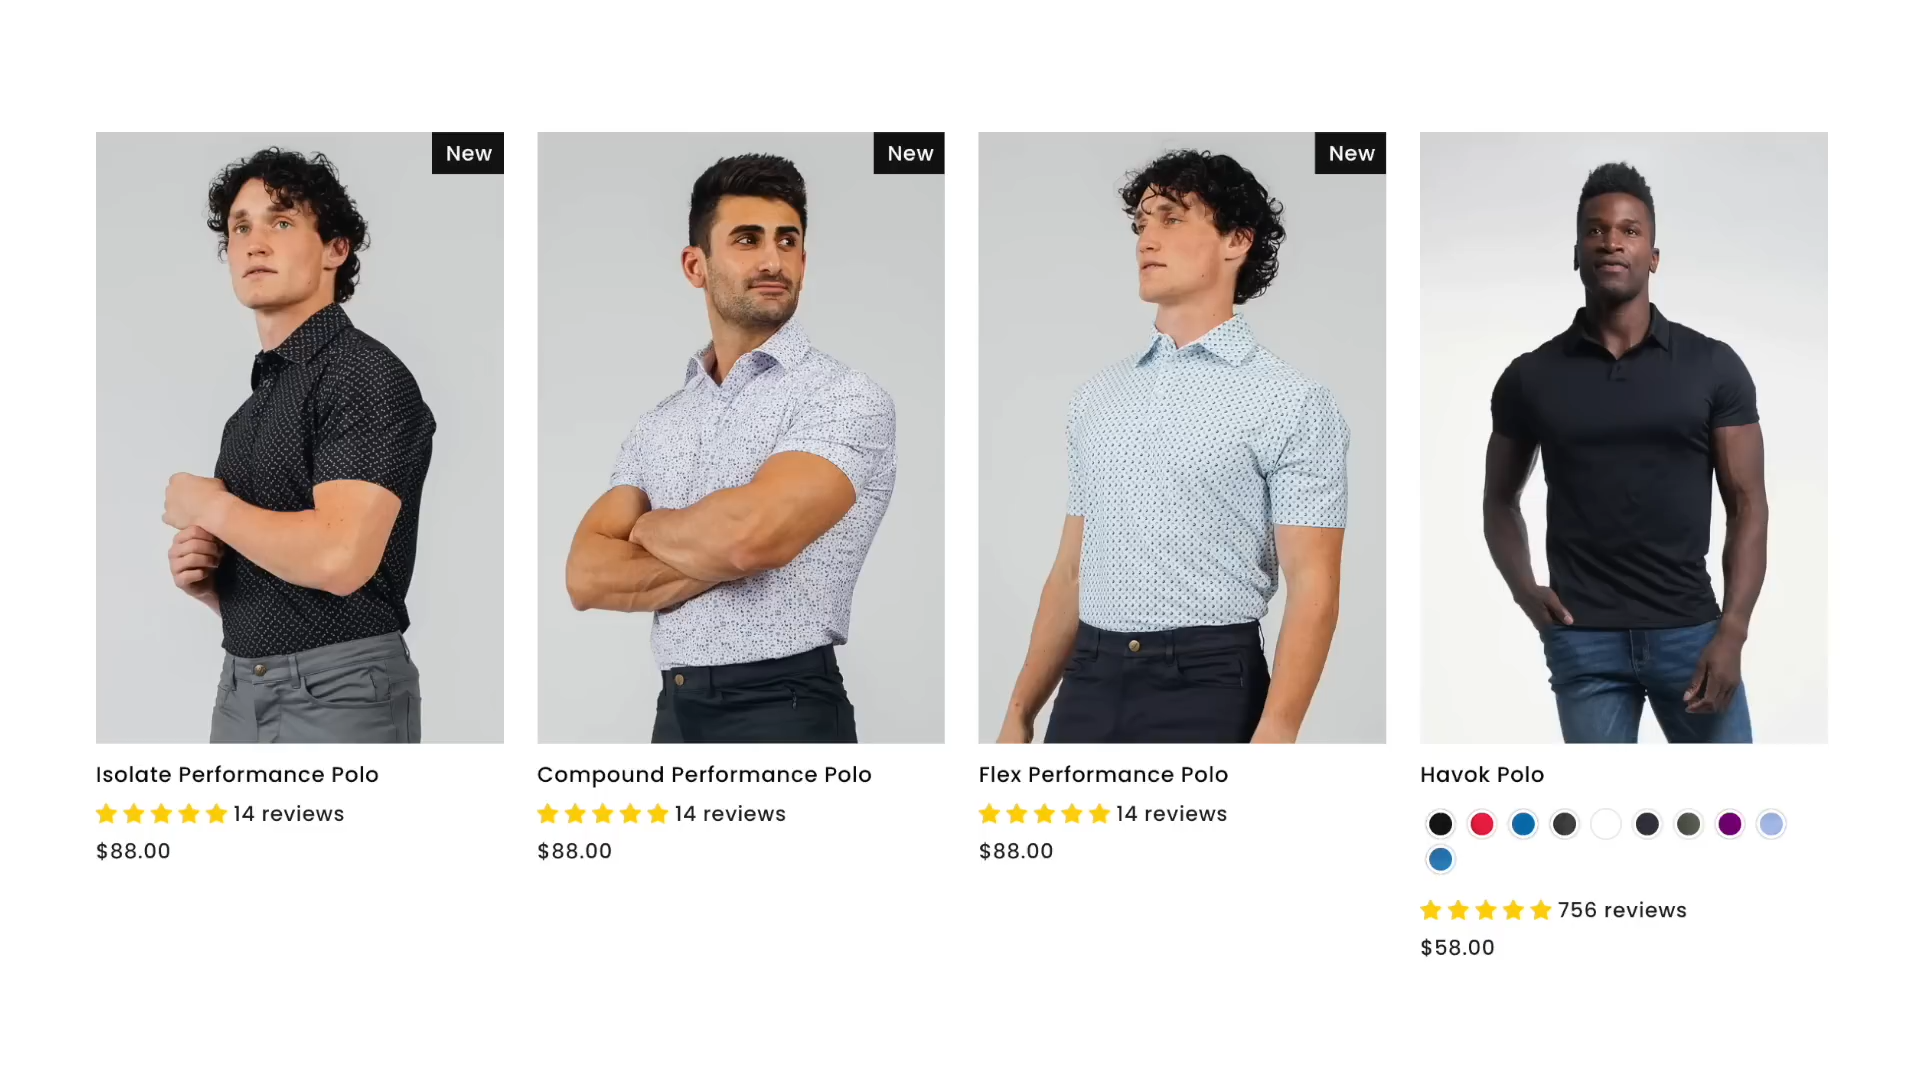 New
New
New
Isolate Performance Polo
14 reviews
$88.00
Compound Performance Polo
14 reviews
$88.00
Flex Performance Polo
14 reviews
$88.00
Havok Polo
756 reviews
$58.00